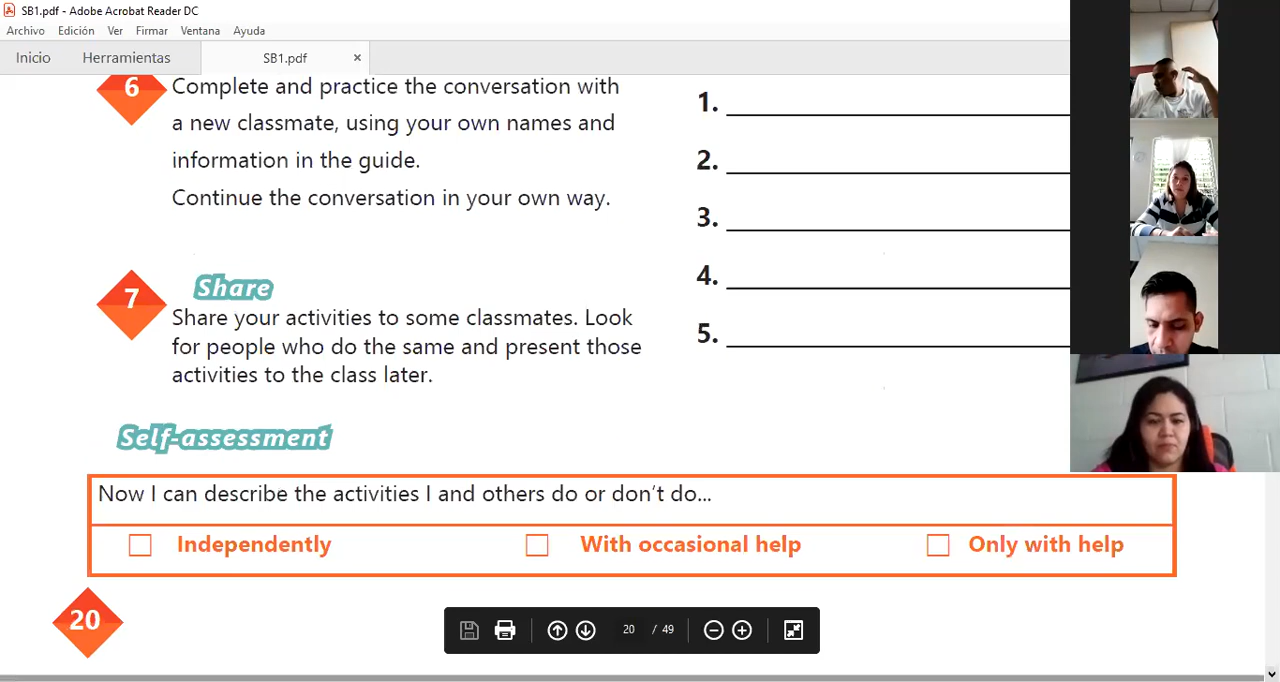 SB1.pdf - Adobe Acrobat Reader DC
Archivo Edición Ver Firmar Ventana Ayuda
Inicio Herramientas SB1.pdf ×
6
Complete and practice the conversation with
a new classmate, using your own names and
information in the guide.
Continue the conversation in your own way.
7
Share
Share your activities to some classmates. Look
for people who do the same and present those
activities to the class later.
1.
2.
3.
4.
5.
Self-assessment
Now I can describe the activities I and others do or don't do...
Independently With occasional help Only with help
20
20 / 49